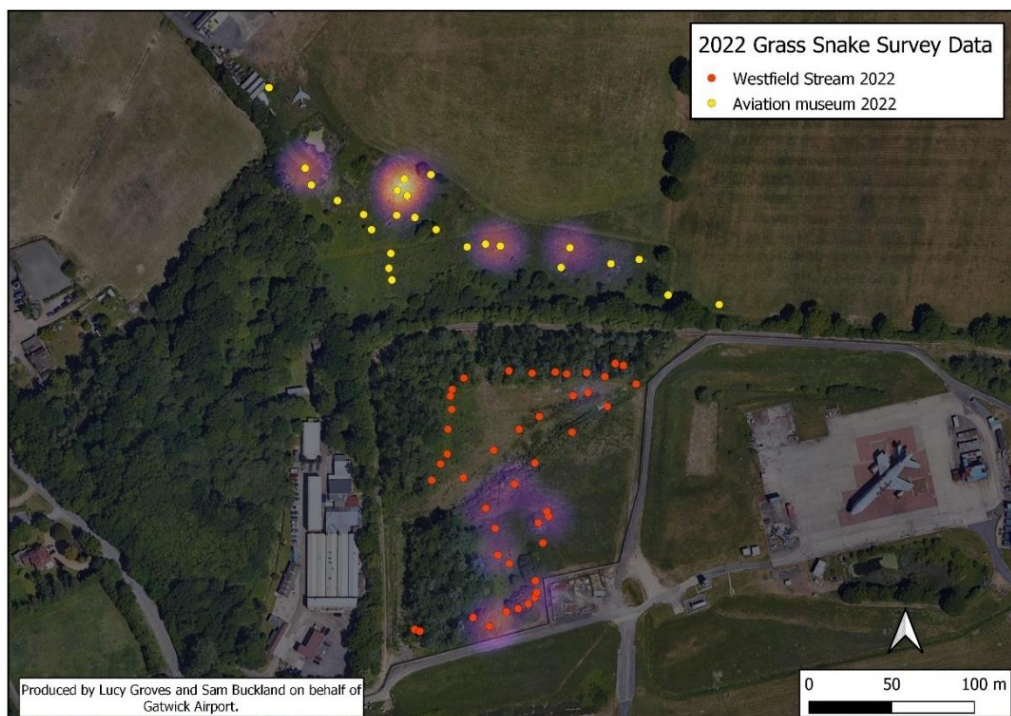 2022 Grass Snake Survey Data
Westfield Stream 2022
Aviation museum 2022
Produced by Lucy Groves and Sam Buckland on behalf of
Gatwick Airport.
0 50 100 m